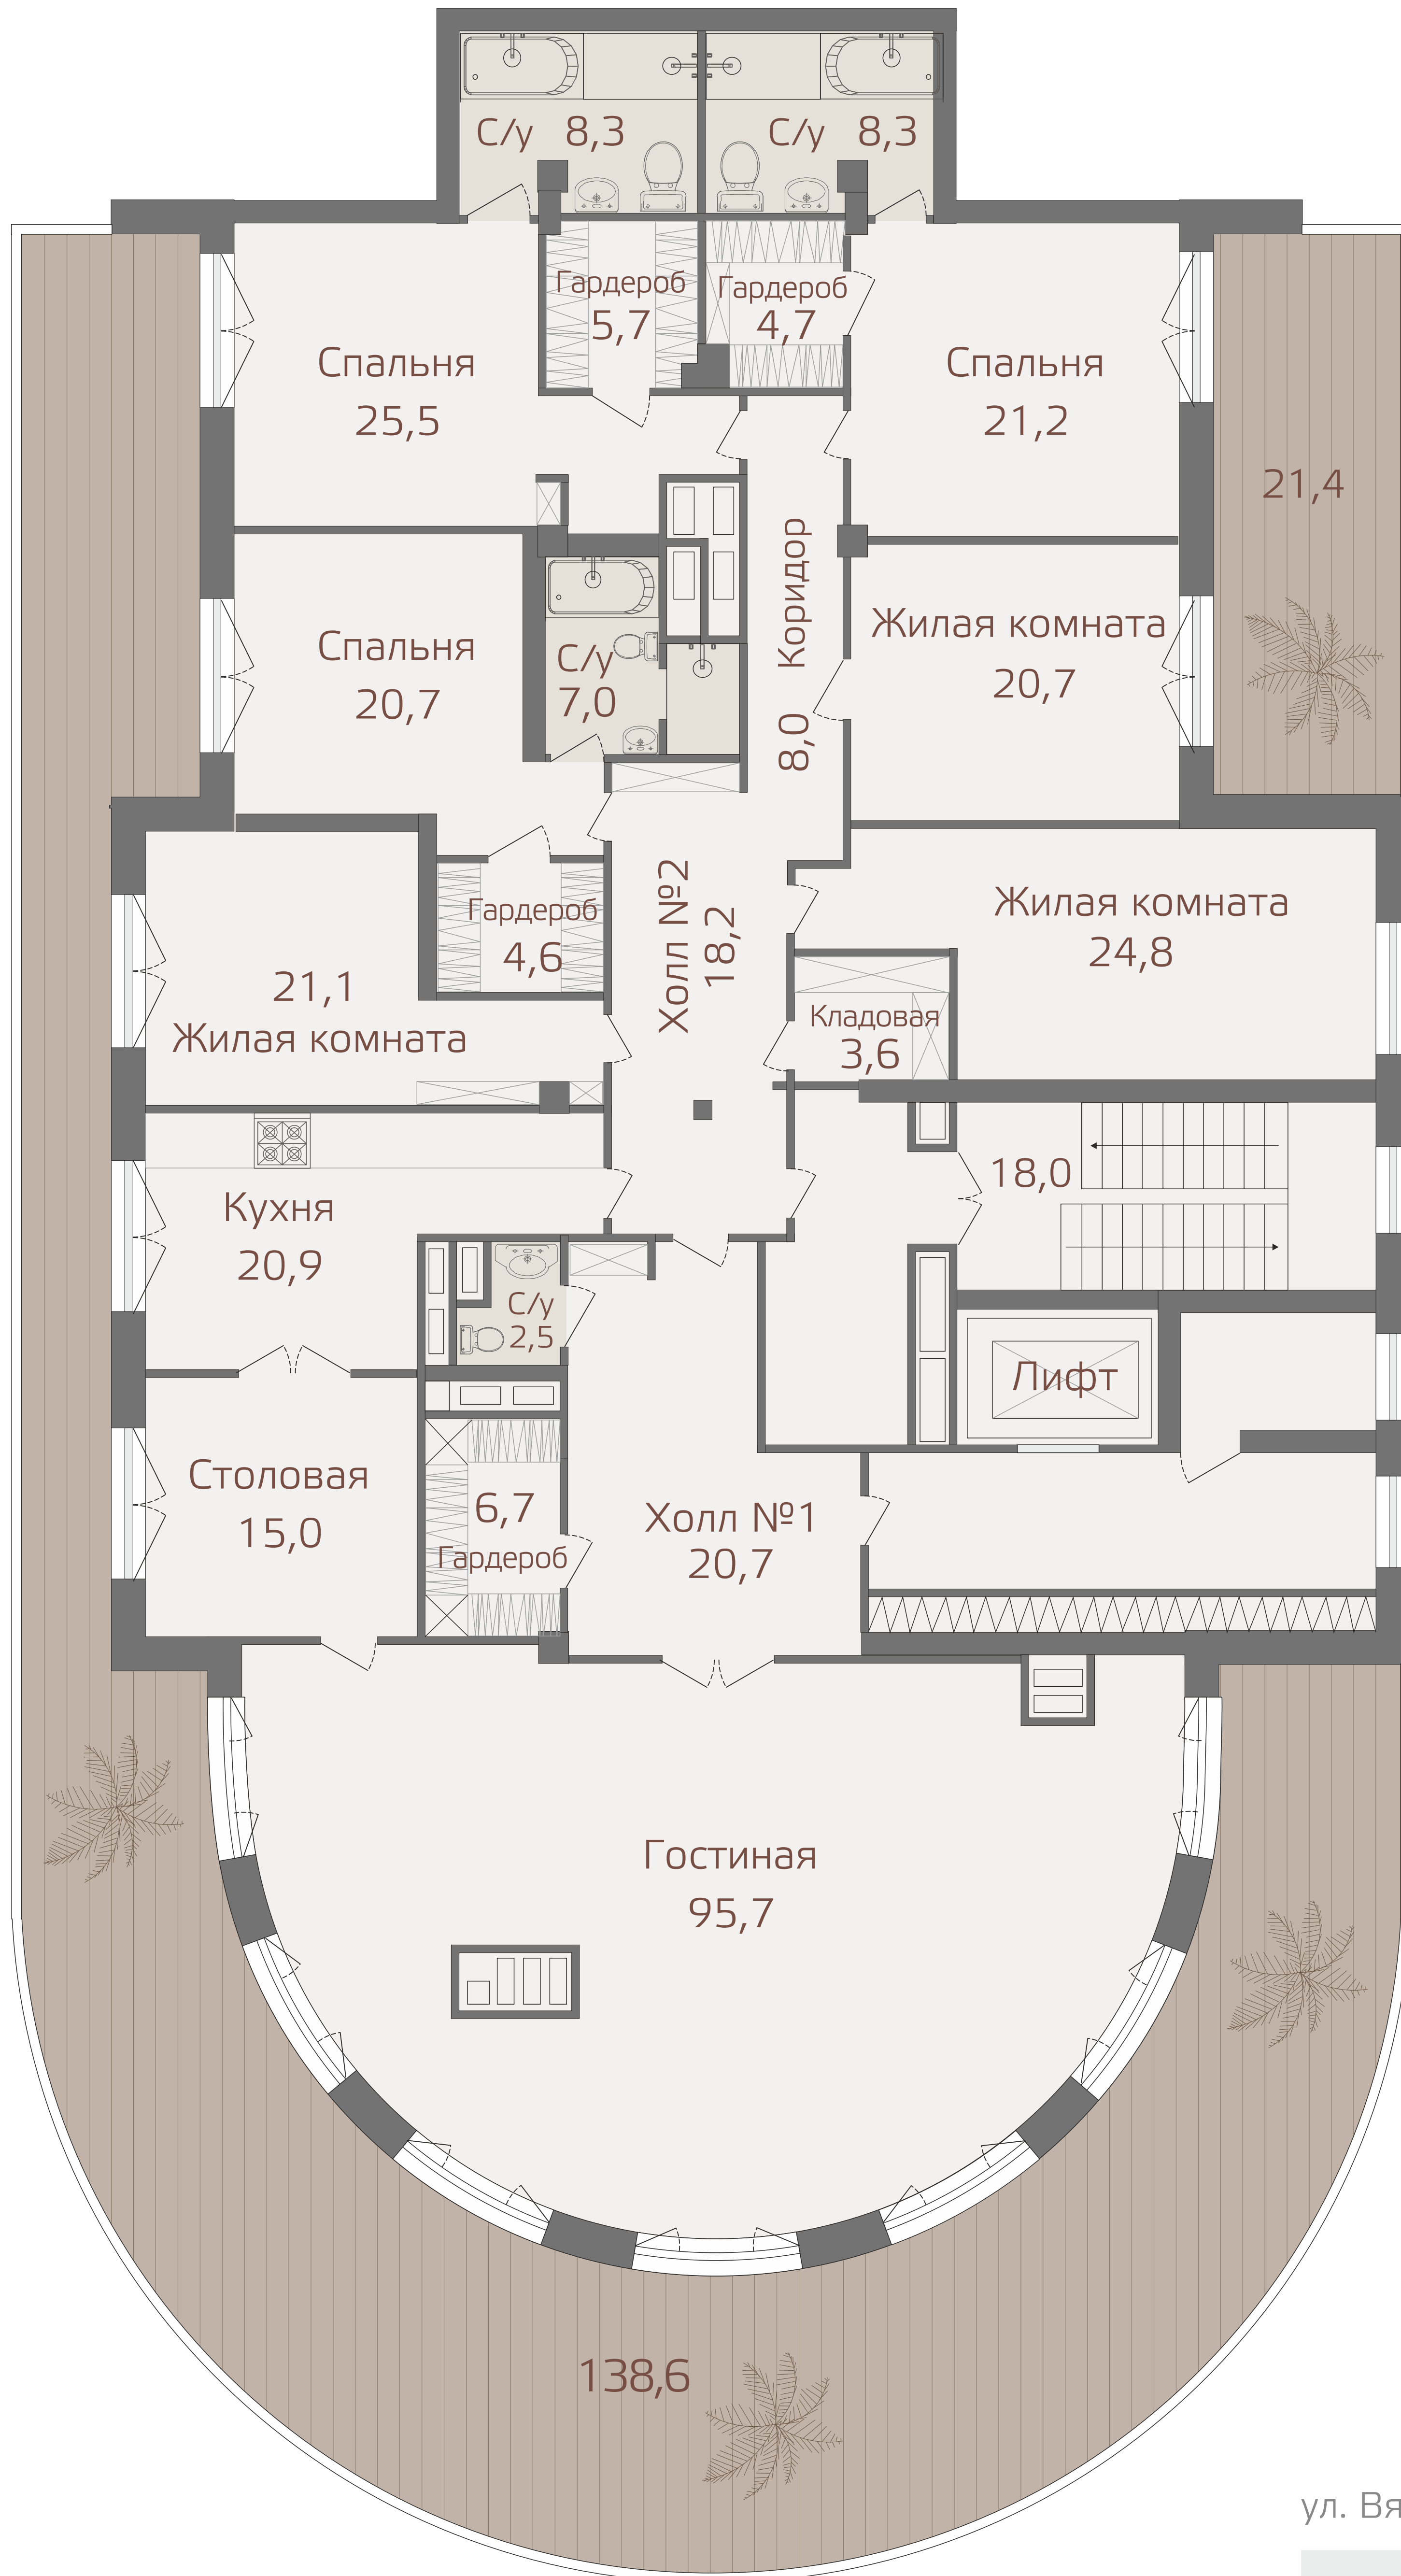 С/у 8,3
С/у 8,3
Гардероб
5,7
Гардероб
4,7
Спальня
25,5
Спальня
21,2
21,4
Коридор
8,0
Жилая комната
20,7
Спальня
20,7
С/у
7,0
Гардероб
4,6
Холл №2
18,2
Жилая комната
24,8
21,1
Жилая комната
Кладовая
3,6
18,0
Кухня
20,9
С/у
2,5
Лифт
Столовая
15,0
6,7
Гардероб
Холл №1
20,7
Гостиная
95,7
138,6
ул. Вя